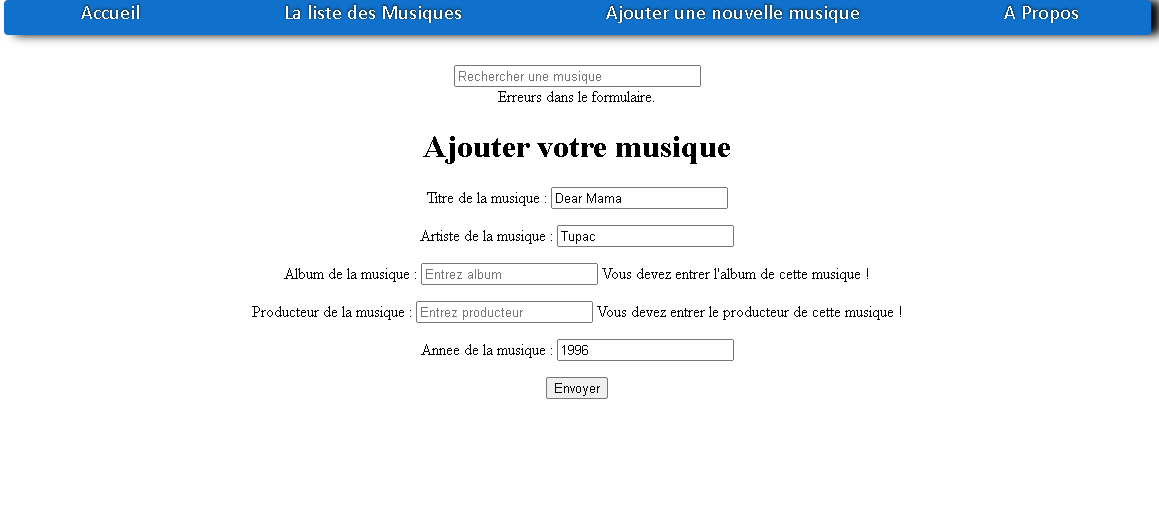 Accueil La liste des Musiques Ajouter une nouvelle musique A Propos
Rechercher une musique
Erreurs dans le formulaire.
Ajouter votre musique
Titre de la musique : Dear Mama
Artiste de la musique : Tupac
Album de la musique : Entrez album Vous devez entrer l'album de cette musique !
Producteur de la musique : Entrez producteur Vous devez entrer le producteur de cette musique !
Annee de la musique : 1996
Envoyer